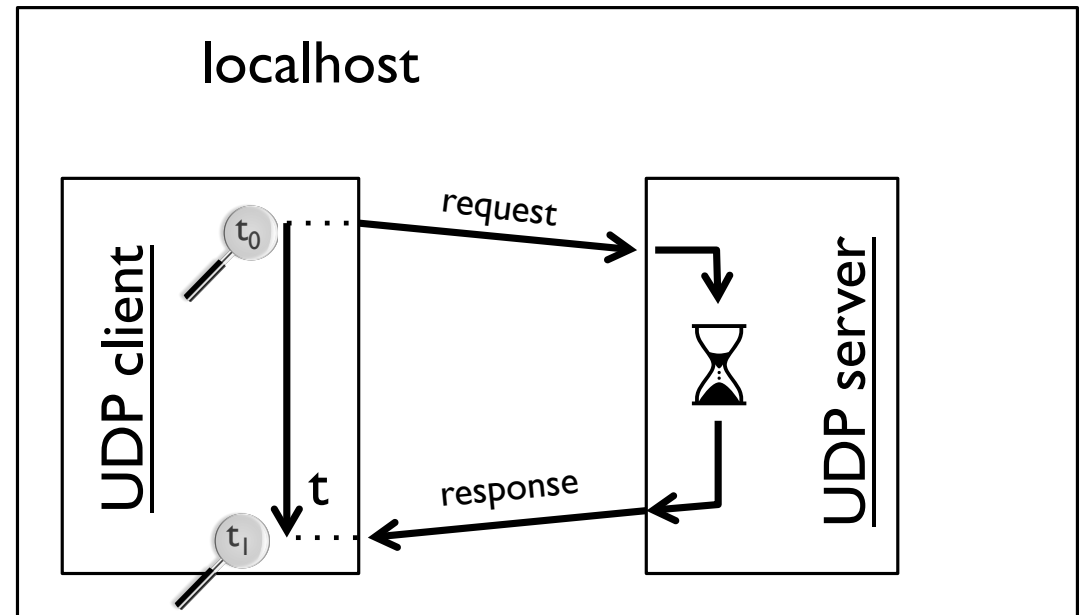 localhost
UDP client
t0
request
UDP server
t
response
t1